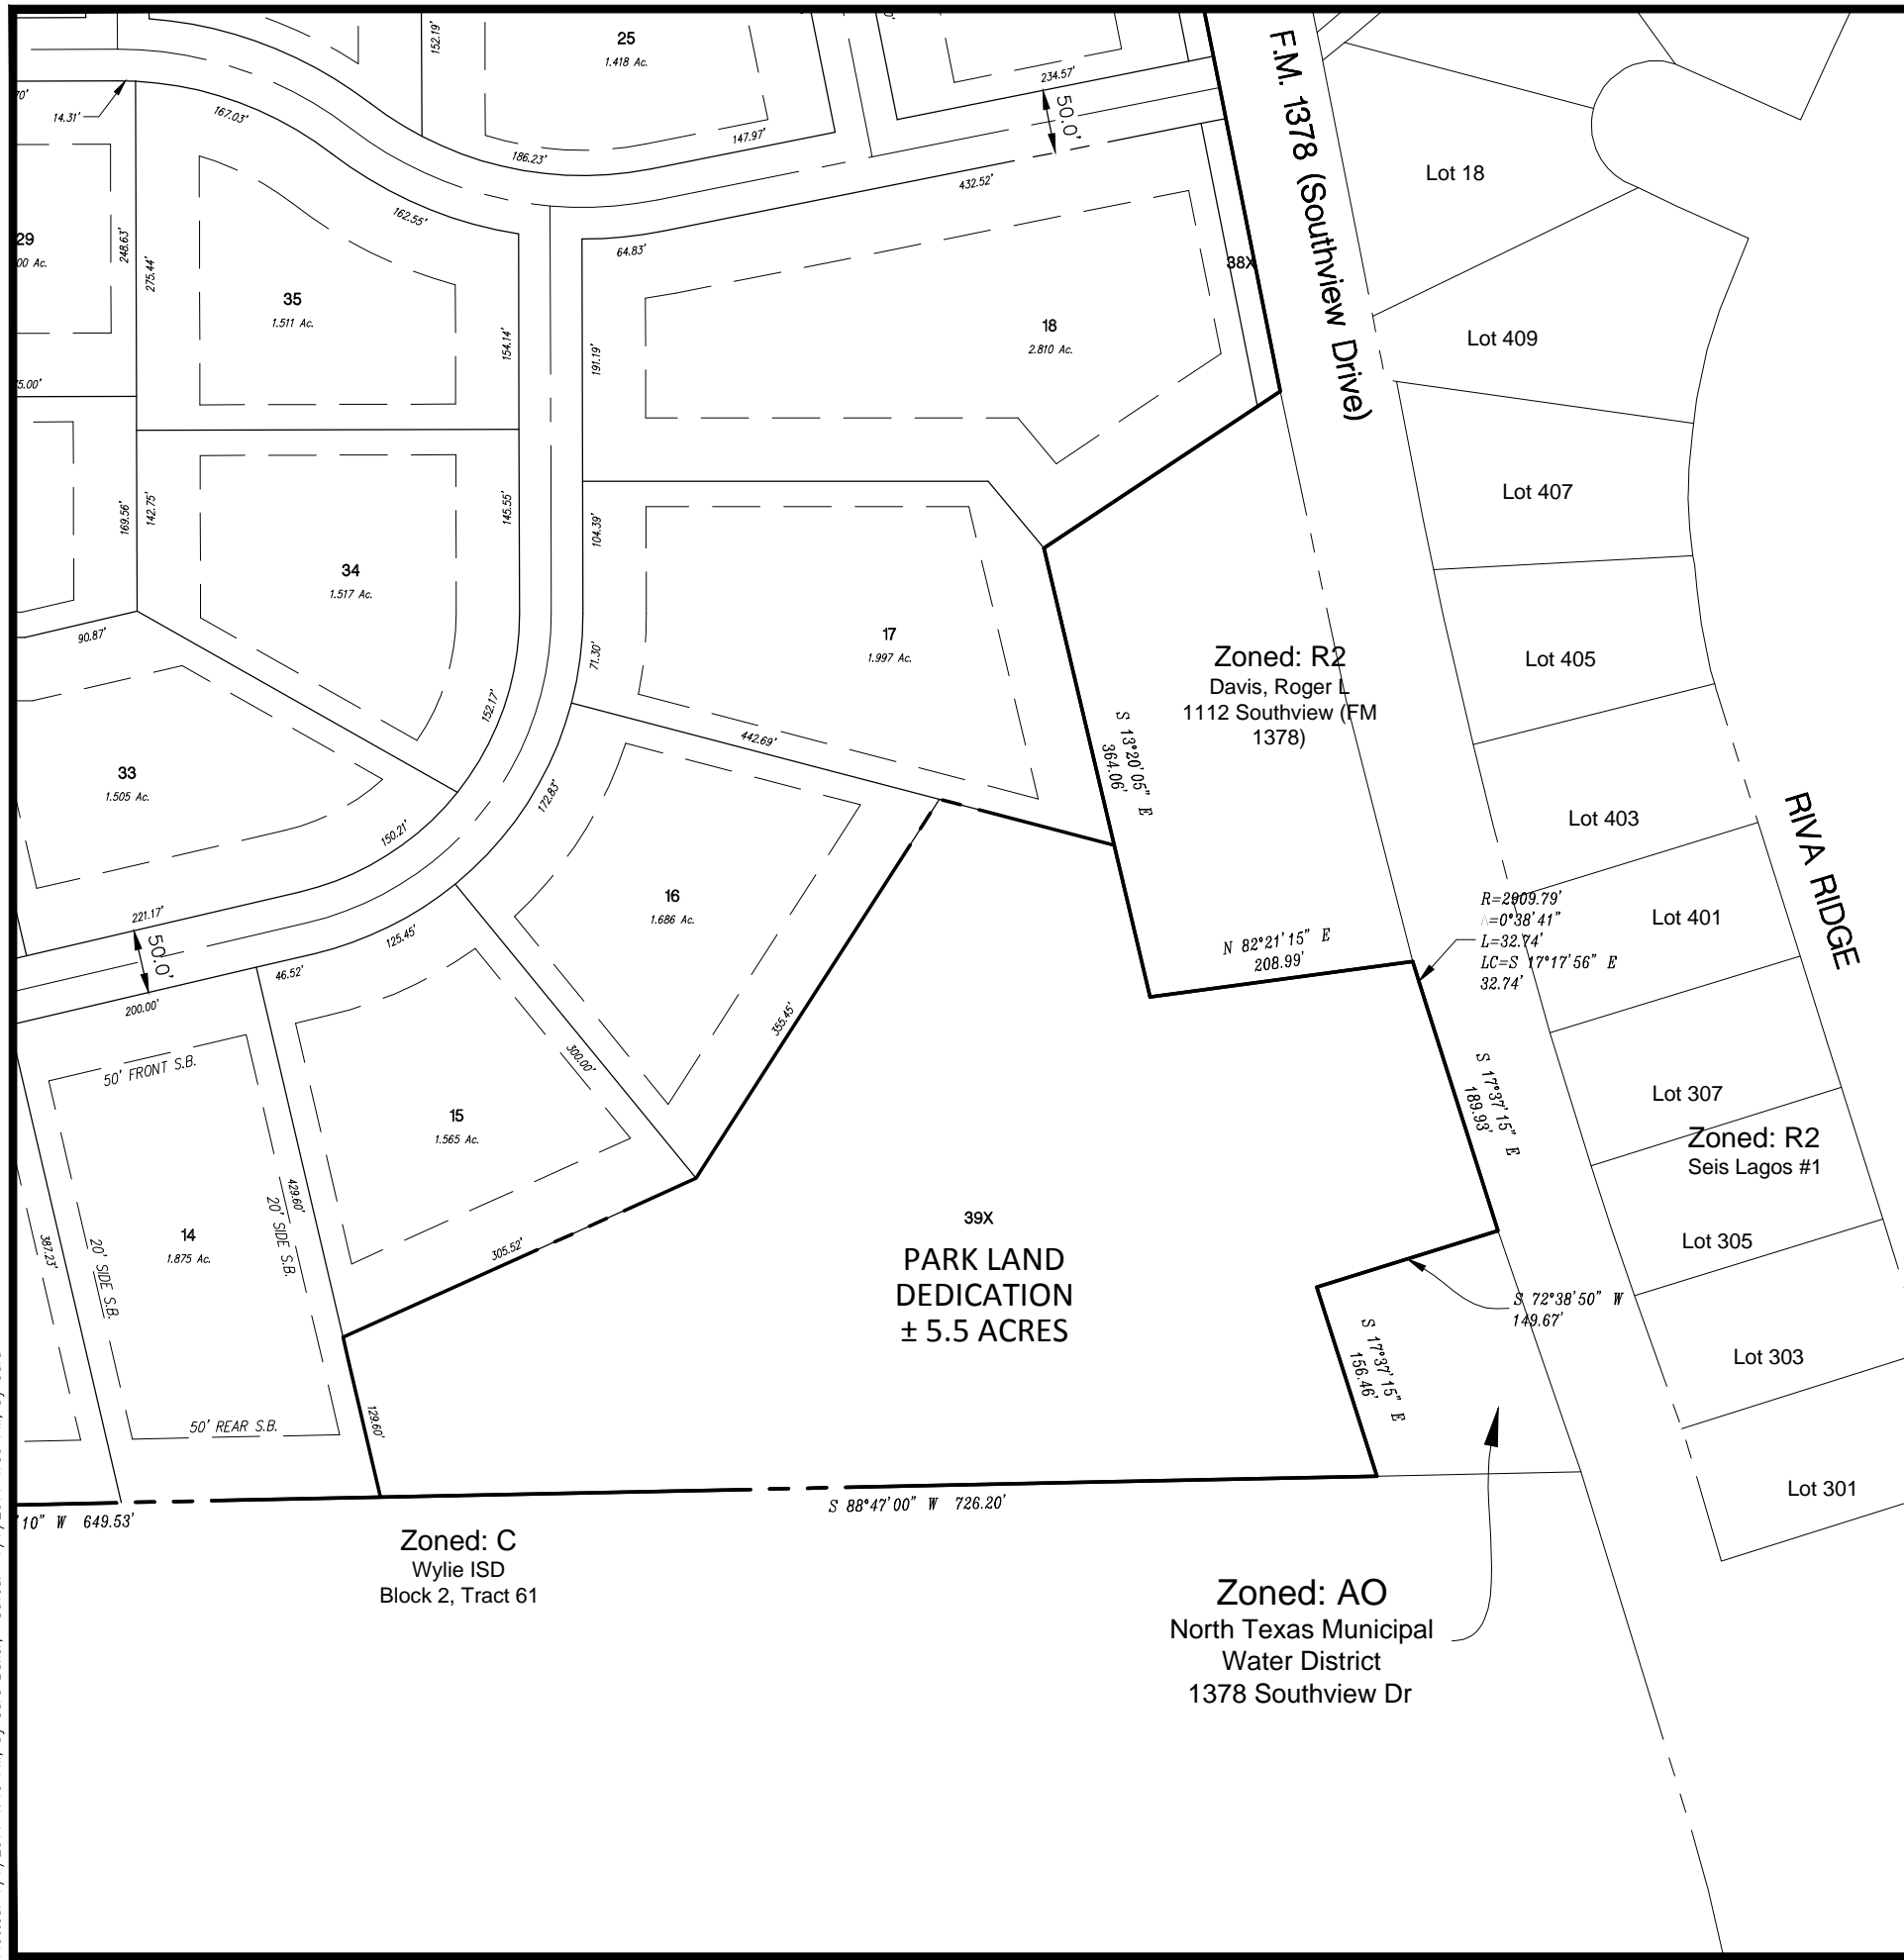 152.19'
25
1.418 Ac.
234.57'
50.0'
F.M. 1378 (Southview Drive)
14.31'
167.03'
186.23'
147.97'
432.52'
Lot 18
162.55'
64.83'
29
248.63'
275.44'
38X
35
1.511 Ac.
154.14'
191.19'
18
2.810 Ac.
Lot 409
5.00'
169.56'
142.75'
145.55'
104.39'
Lot 407
34
1.517 Ac.
90.87'
17
1.997 Ac.
71.30'
Zoned: R2
Davis, Roger L
1112 Southview (FM
1378)
Lot 405
152.17'
S 13°20'05" E
364.06'
442.69'
33
1.505 Ac.
172.83'
150.21'
Lot 403
RIVA RIDGE
16
1.686 Ac.
R=2909.79'
Δ=0°38'41"
L=32.74'
LC=S 17°17'56" E
32.74'
Lot 401
221.17'
50.0'
125.45'
N 82°21'15" E
208.99'
46.52'
200.00'
355.45'
300.00'
50' FRONT S.B.
S 17°37'15" E
189.93'
Lot 307
15
1.565 Ac.
Zoned: R2
Seis Lagos #1
429.60'
20' SIDE S.B.
14
1.875 Ac.
387.23'
20' SIDE S.B.
305.52'
39X
PARK LAND
DEDICATION
± 5.5 ACRES
Lot 305
S 72°38'50" W
149.67'
S 17°37'15" E
156.46'
Lot 303
129.60'
50' REAR S.B.
Lot 301
'10" W 649.53'
S 88°47'00" W 726.20'
Zoned: C
Wylie ISD
Block 2, Tract 61
Zoned: AO
North Texas Municipal
Water District
1378 Southview Dr